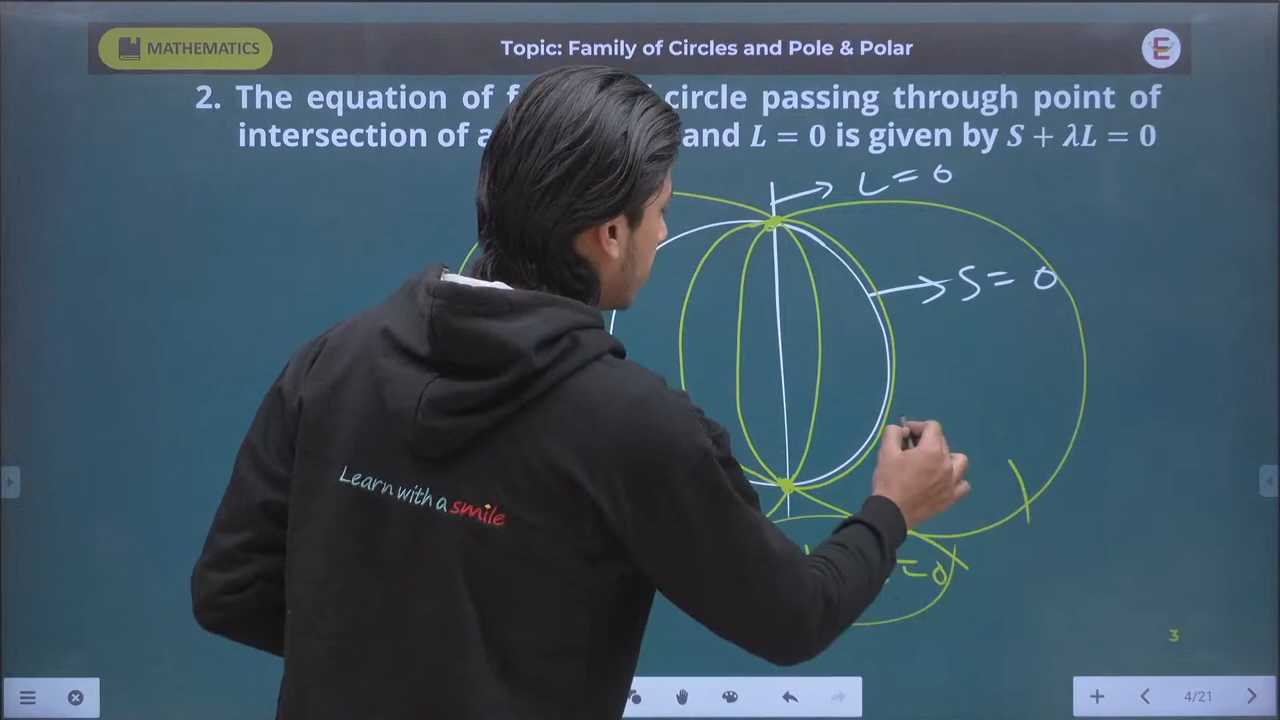 MATHEMATICS
Topic: Family of Circles and Pole & Polar
E
2. The equation of circle passing through point of
intersection of a and L = 0 is given by S + λL = 0
L = 0
S = 0
= 0
Learn with a smile
3
4/21